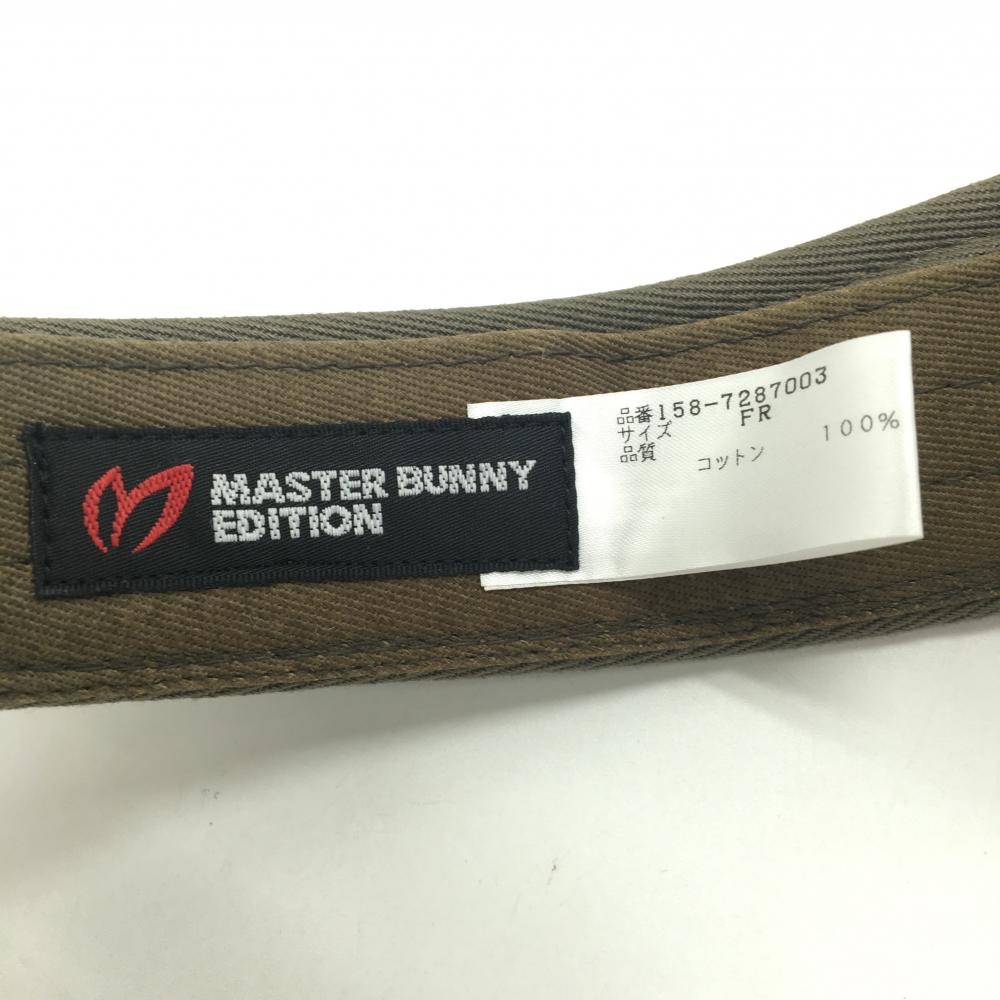 MASTER BUNNY
EDITION
品番158-7287003
サイズ FR
品質 コットン 100%